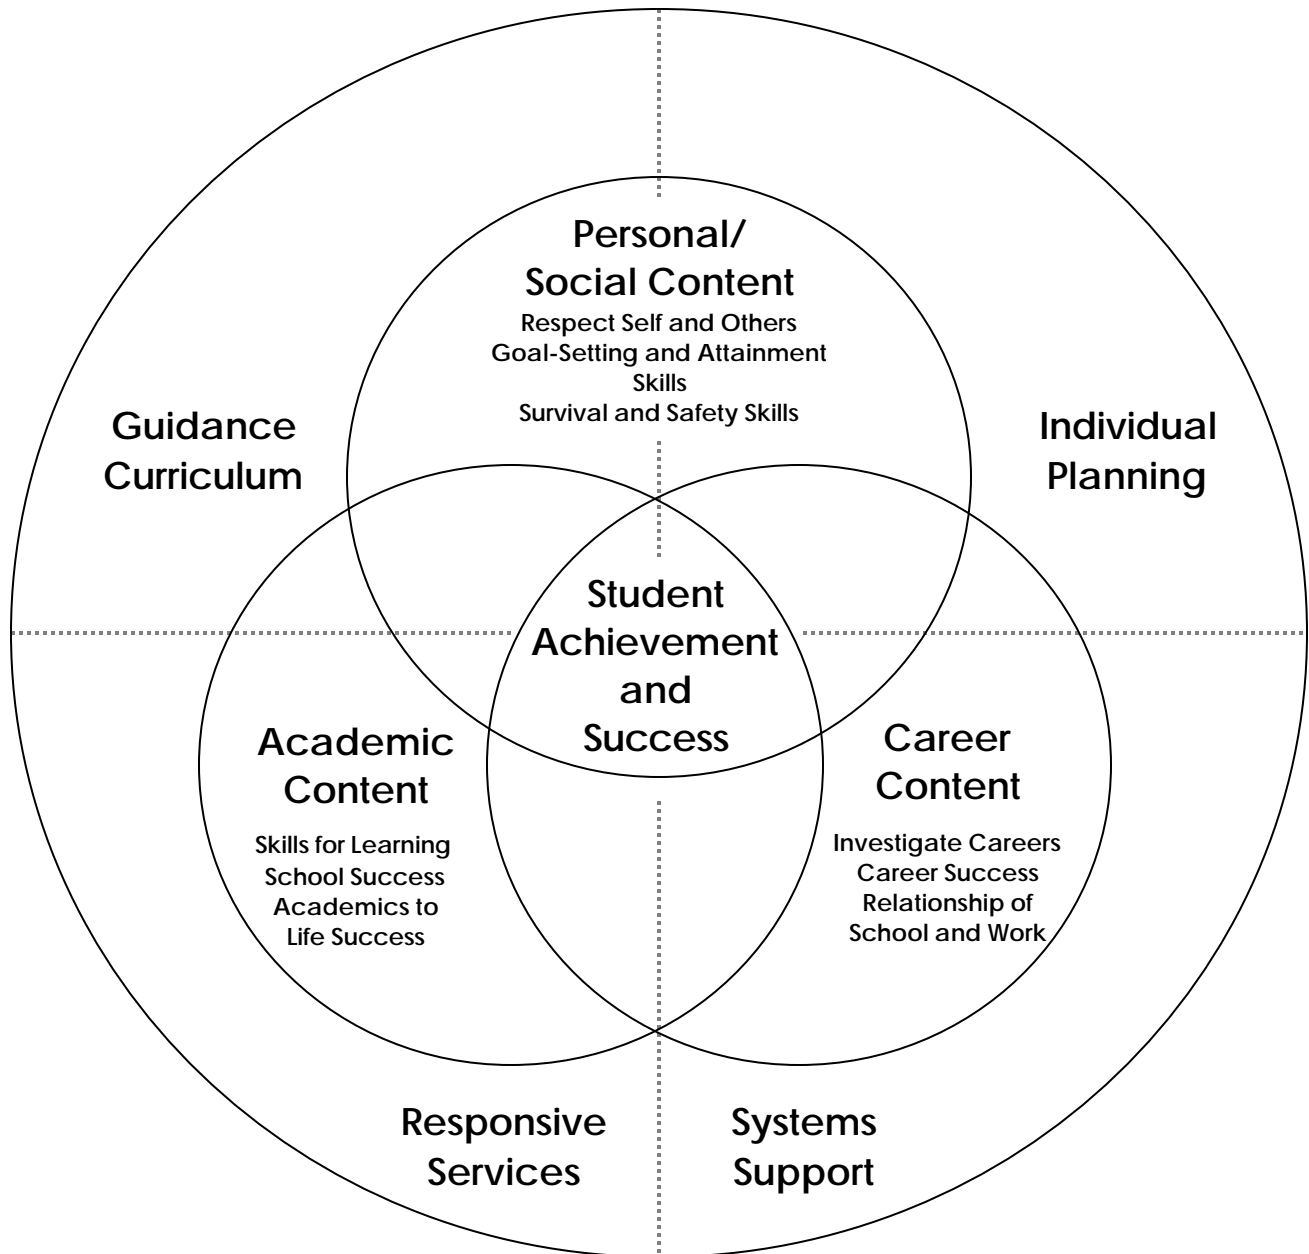 Personal/
Social Content
Respect Self and Others
Goal-Setting and Attainment
Skills
Survival and Safety Skills
Guidance
Curriculum
Individual
Planning
Student
Achievement
and
Success
Academic
Content
Skills for Learning
School Success
Academics to
Life Success
Career
Content
Investigate Careers
Career Success
Relationship of
School and Work
Responsive
Services
Systems
Support